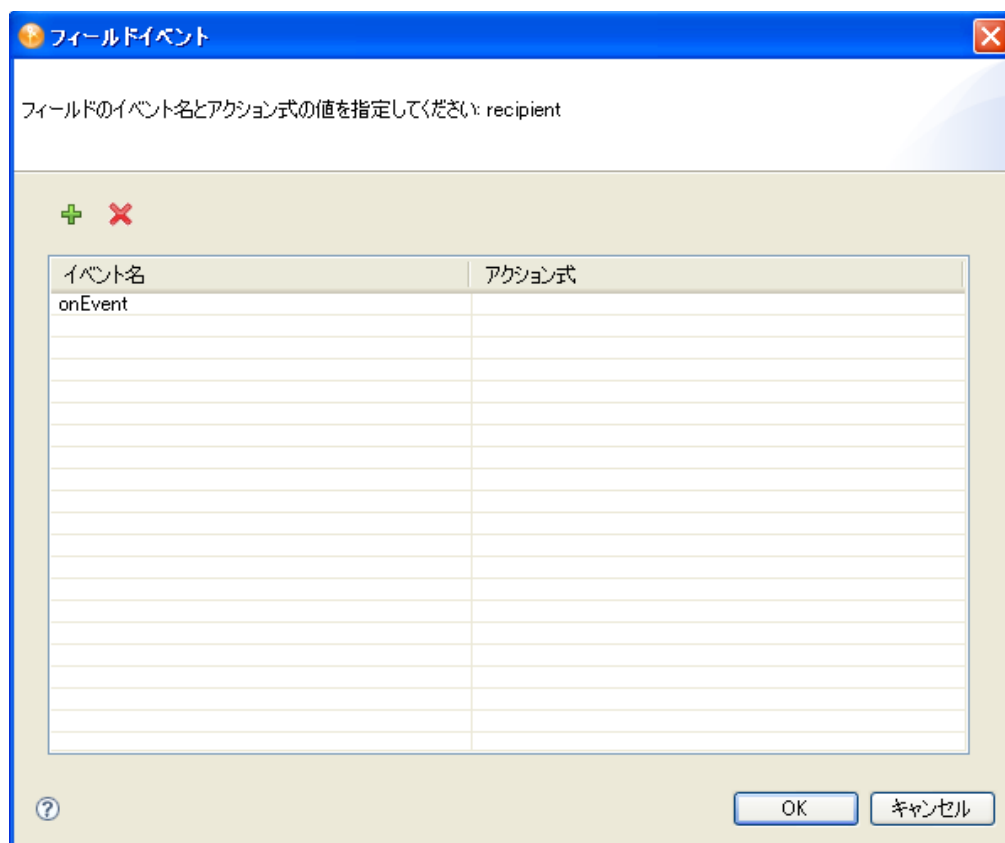 フィールドイベント
フィールドのイベント名とアクション式の値を指定してください: recipient
イベント名 アクション式
onEvent
OK キャンセル